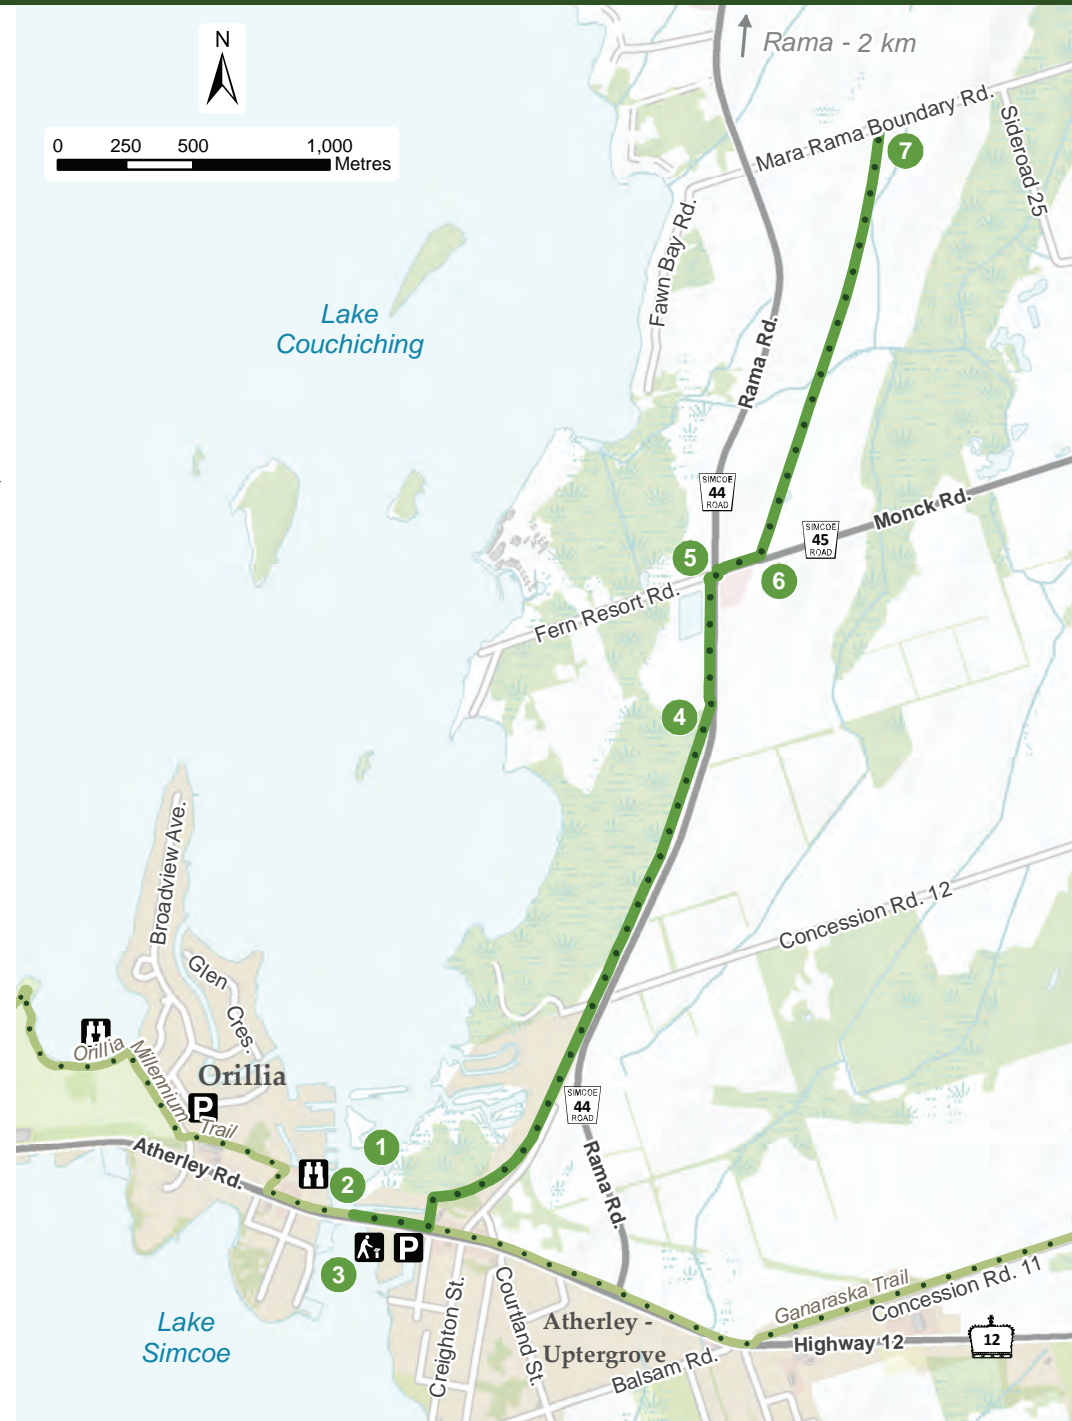 N
Rama - 2 km
0 250 500 1,000
Metres
Mara Rama Boundary Rd.
Sideroad 25
7
Fawn Bay Rd.
Lake
Couchiching
Rama Rd.
SIMCOE
44
ROAD
Monck Rd.
SIMCOE
45
ROAD
5
6
Fern Resort Rd.
4
Broadview Ave.
Concession Rd. 12
Glen Cres.
Orillia Millennium Trail
Orillia
P
SIMCOE
44
ROAD
1
Atherley Rd.
2
Rama Rd.
3
P
Ganaraska Trail
Concession Rd. 11
Lake
Simcoe
Creighton St.
Courtland St.
Atherley -
Uptergrove
Highway 12
12
Balsam Rd.